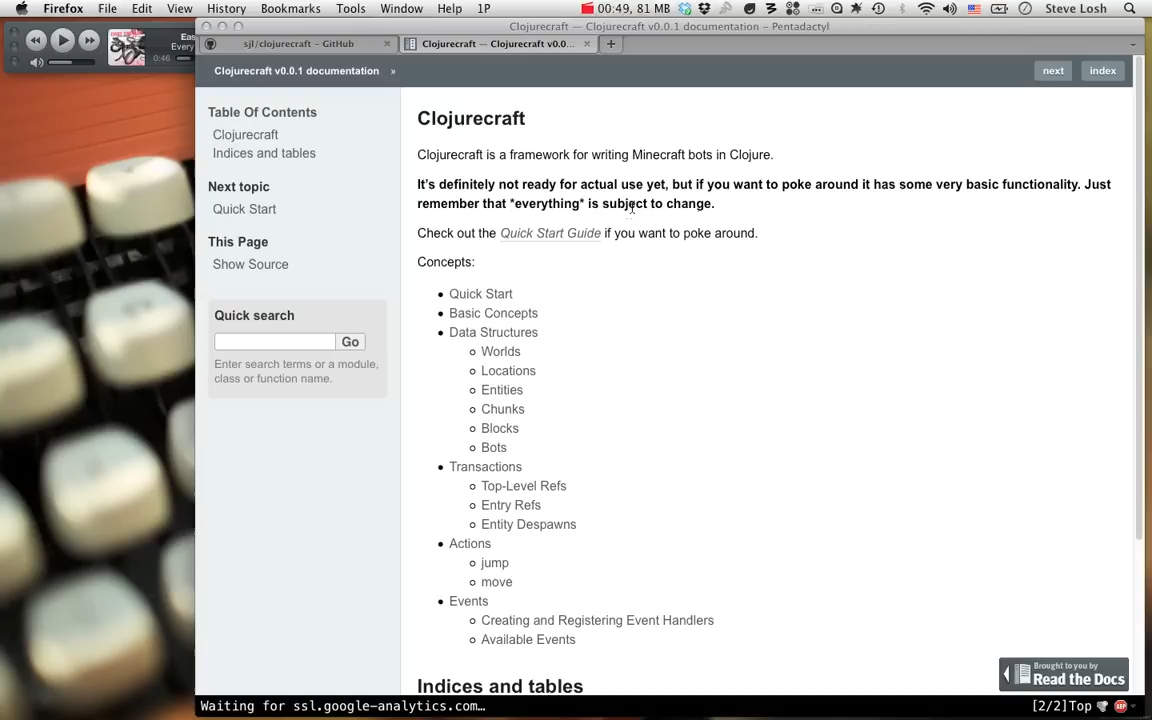 Firefox File Edit View History Bookmarks Tools Window Help 1P 00:49, 81 MB Steve Losh
Clojurecraft — Clojurecraft v0.0.1 documentation – Pentadactyl
Eas
Every
0:46
sjl/clojurecraft – GitHub
Clojurecraft — Clojurecraft v0.0...
Clojurecraft v0.0.1 documentation »
next
index
Table Of Contents
Clojurecraft
Indices and tables
Next topic
Quick Start
This Page
Show Source
Quick search
Go
Enter search terms or a module,
class or function name.
Clojurecraft
Clojurecraft is a framework for writing Minecraft bots in Clojure.
It's definitely not ready for actual use yet, but if you want to poke around it has some very basic functionality. Just
remember that *everything* is subject to change.
Check out the Quick Start Guide if you want to poke around.
Concepts:
Quick Start
Basic Concepts
Data Structures
Worlds
Locations
Entities
Chunks
Blocks
Bots
Transactions
Top-Level Refs
Entry Refs
Entity Despawns
Actions
jump
move
Events
Creating and Registering Event Handlers
Available Events
Indices and tables
Brought to you by
Read the Docs
Waiting for ssl.google-analytics.com…
[2/2]Top
ABP